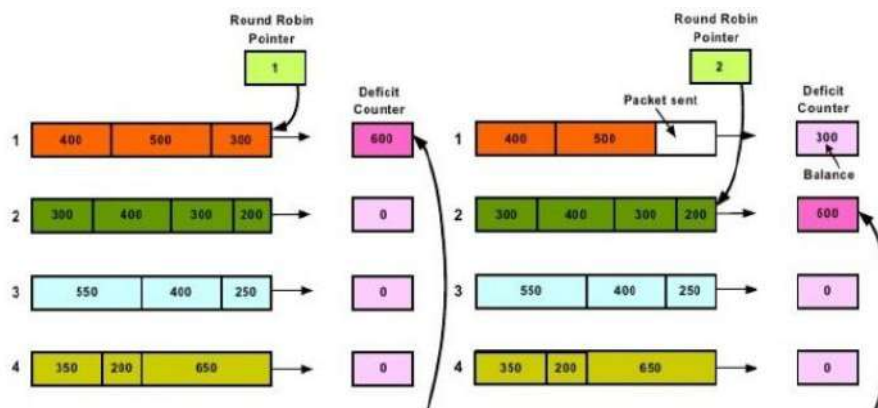 Round Robin
Pointer
1
Deficit
Counter
1 400 500 300 600
2 300 400 300 200 0
3 550 400 250 0
4 350 200 650 0
Round Robin
Pointer
2
Packet sent
Deficit
Counter
1 400 500 300
Balance
2 300 400 300 200 600
3 550 400 250 0
4 350 200 650 0